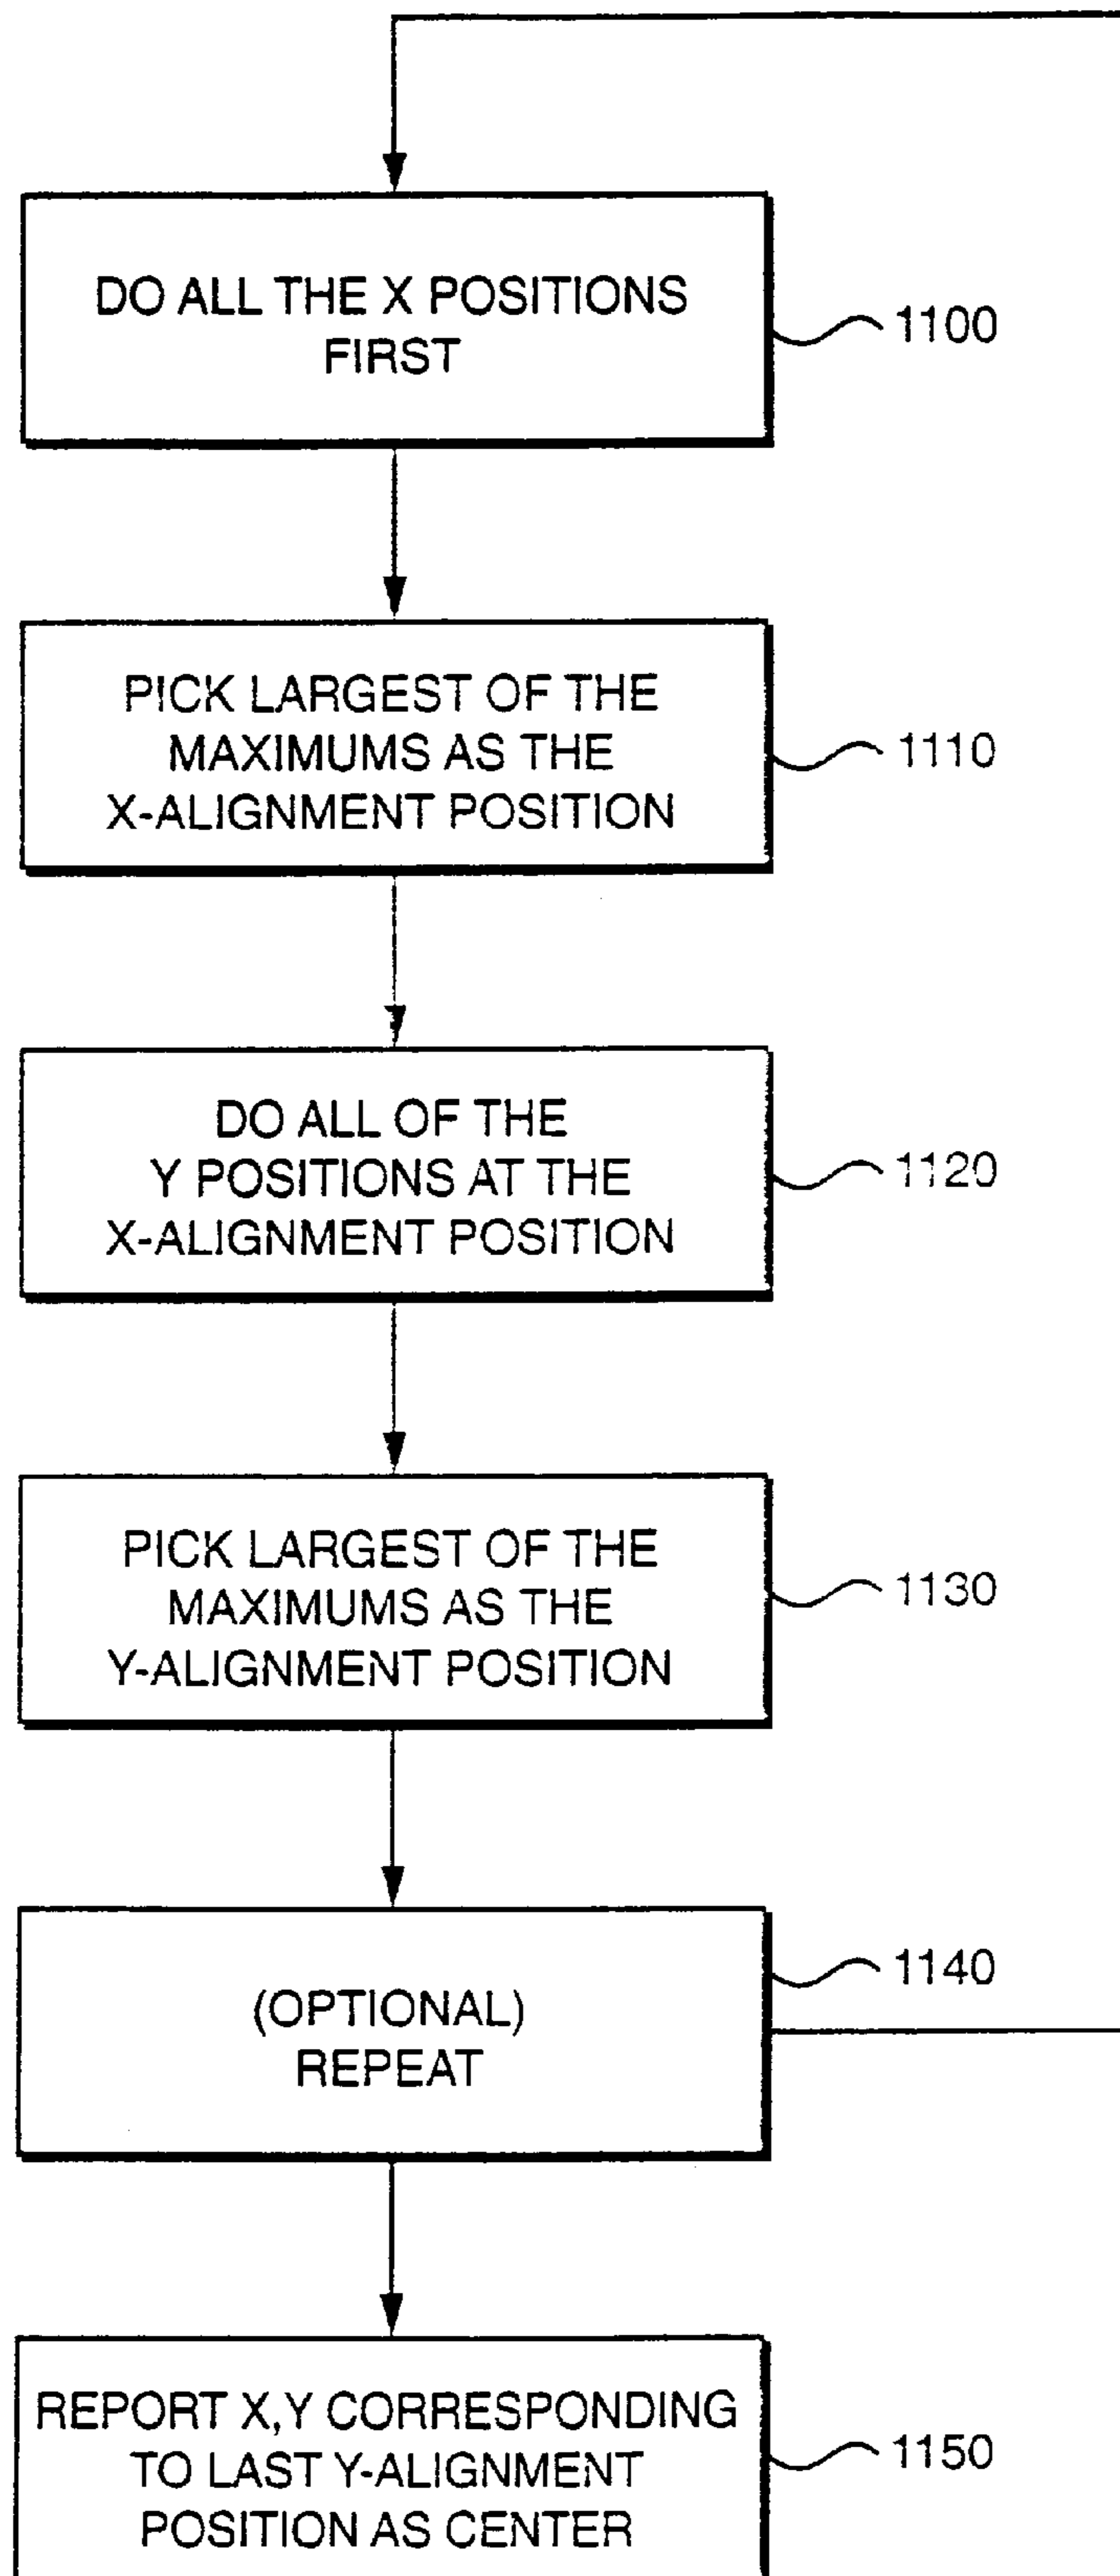 DO ALL THE X POSITIONS
FIRST
1100
PICK LARGEST OF THE
MAXIMUMS AS THE
X-ALIGNMENT POSITION
1110
DO ALL OF THE
Y POSITIONS AT THE
X-ALIGNMENT POSITION
1120
PICK LARGEST OF THE
MAXIMUMS AS THE
Y-ALIGNMENT POSITION
1130
(OPTIONAL)
REPEAT
1140
REPORT X,Y CORRESPONDING
TO LAST Y-ALIGNMENT
POSITION AS CENTER
1150